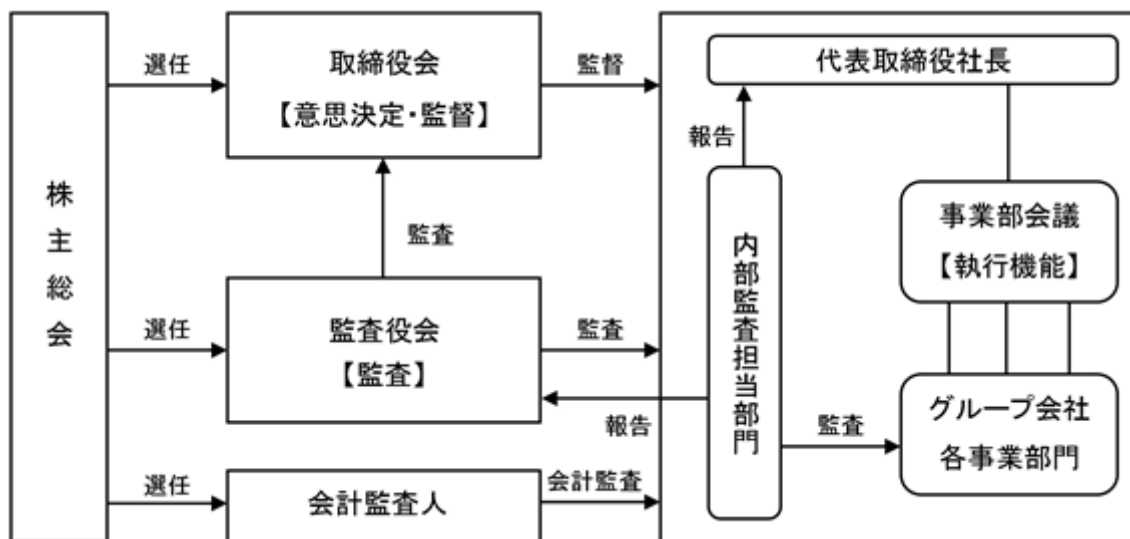 株主総会
選任
取締役会
【意思決定・監督】
監督
代表取締役社長
報告
監査
内部監査担当部門
事業部会議
【執行機能】
選任
監査役会
【監査】
監査
報告
監査
グループ会社
各事業部門
選任
会計監査人
会計監査